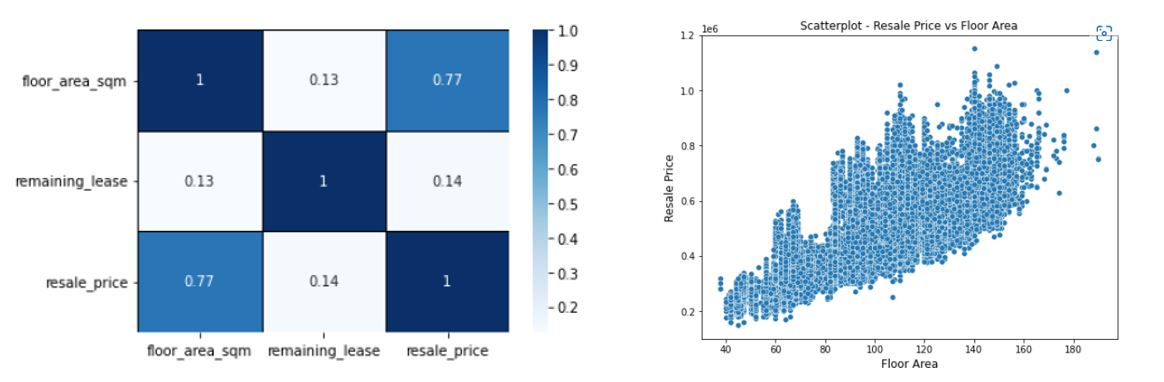 floor_area_sqm
1
0.13
0.77
remaining_lease
0.13
1
0.14
resale_price
0.77
0.14
1
floor_area_sqm remaining_lease resale_price
1.0
0.9
0.8
0.7
0.6
0.5
0.4
0.3
0.2
Scatterplot - Resale Price vs Floor Area
1e6
1.2
1.0
0.8
0.6
0.4
0.2
Resale Price
40 60 80 100 120 140 160 180
Floor Area